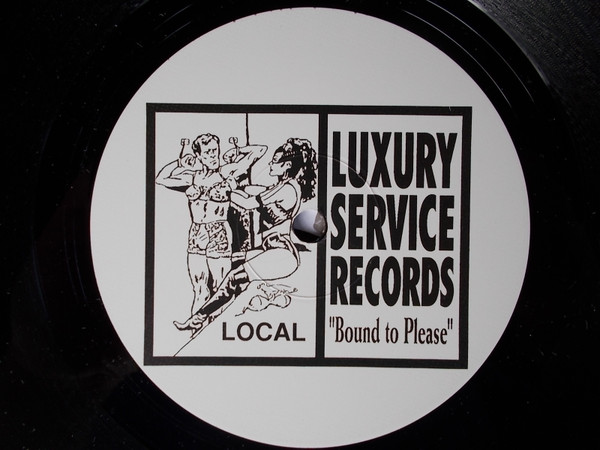 LOCAL
LUXURY
SERVICE
RECORDS
"Bound to Please"